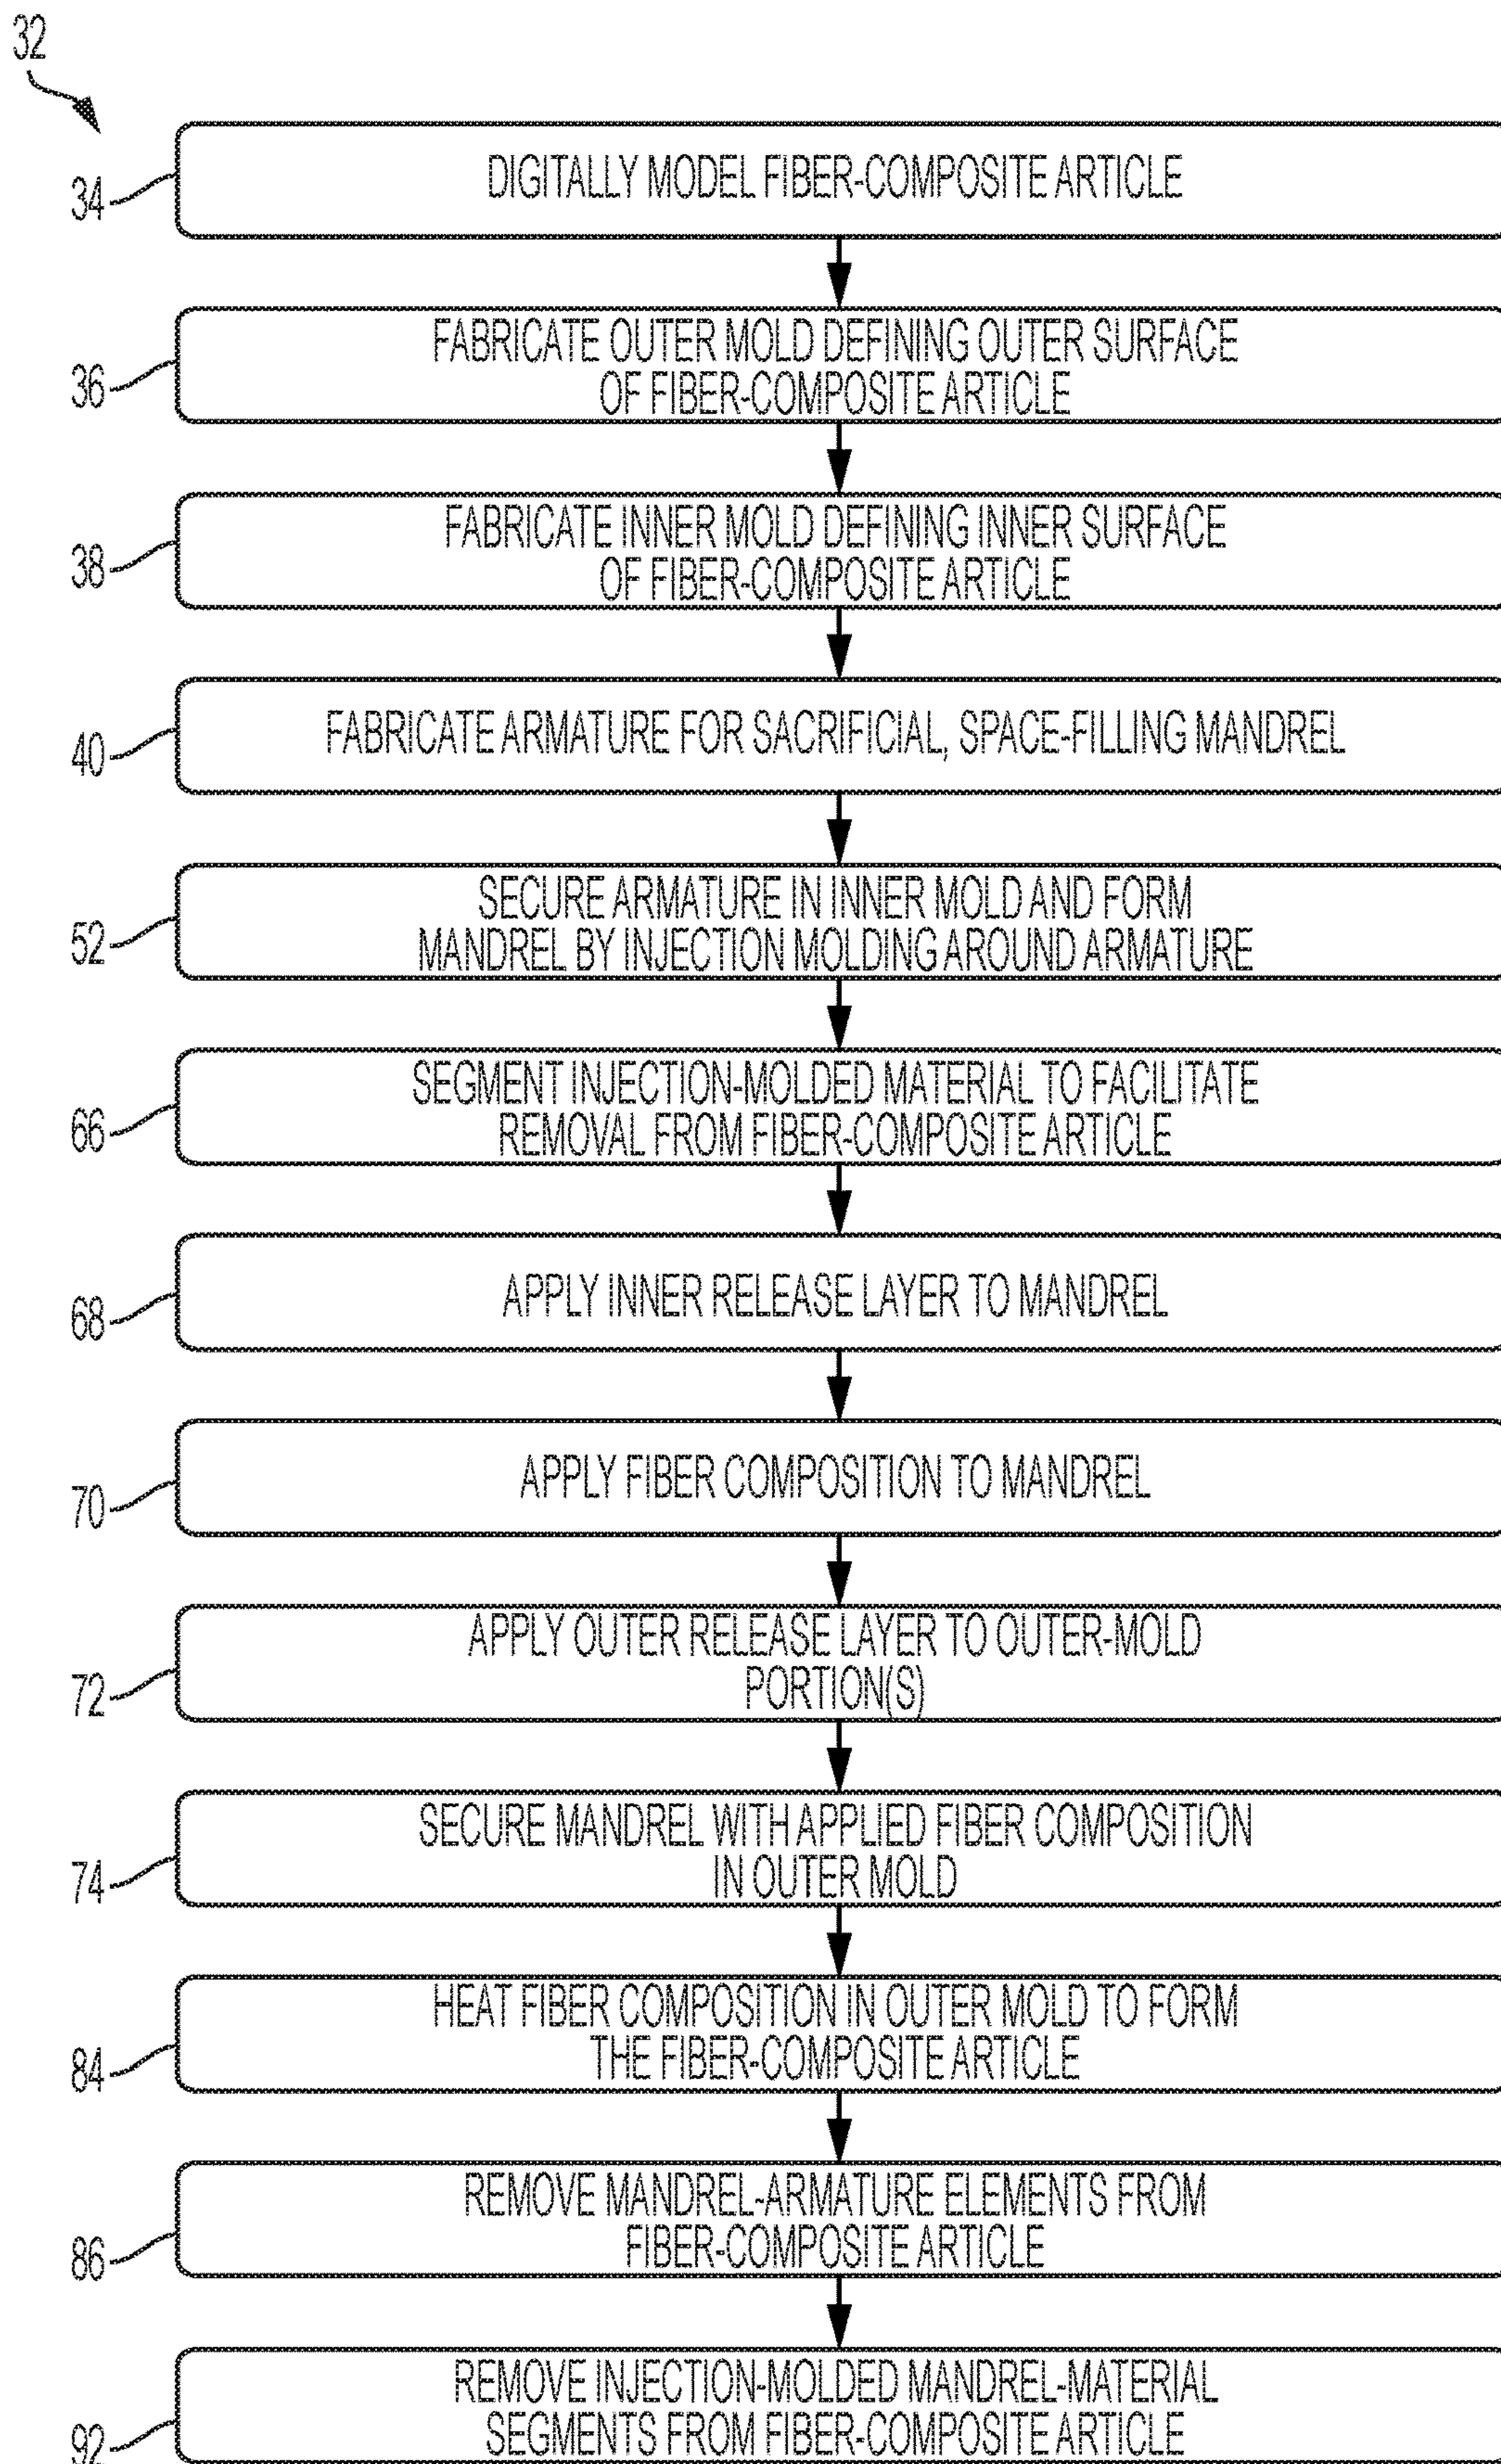 32
34
DIGITALLY MODEL FIBER-COMPOSITE ARTICLE
36
FABRICATE OUTER MOLD DEFINING OUTER SURFACE
OF FIBER-COMPOSITE ARTICLE
38
FABRICATE INNER MOLD DEFINING INNER SURFACE
OF FIBER-COMPOSITE ARTICLE
40
FABRICATE ARMATURE FOR SACRIFICIAL, SPACE-FILLING MANDREL
52
SECURE ARMATURE IN INNER MOLD AND FORM
MANDREL BY INJECTION MOLDING AROUND ARMATURE
66
SEGMENT INJECTION-MOLDED MATERIAL TO FACILITATE
REMOVAL FROM FIBER-COMPOSITE ARTICLE
68
APPLY INNER RELEASE LAYER TO MANDREL
70
APPLY FIBER COMPOSITION TO MANDREL
72
APPLY OUTER RELEASE LAYER TO OUTER-MOLD
PORTION(S)
74
SECURE MANDREL WITH APPLIED FIBER COMPOSITION
IN OUTER MOLD
84
HEAT FIBER COMPOSITION IN OUTER MOLD TO FORM
THE FIBER-COMPOSITE ARTICLE
86
REMOVE MANDREL-ARMATURE ELEMENTS FROM
FIBER-COMPOSITE ARTICLE
92
REMOVE INJECTION-MOLDED MANDREL-MATERIAL
SEGMENTS FROM FIBER-COMPOSITE ARTICLE